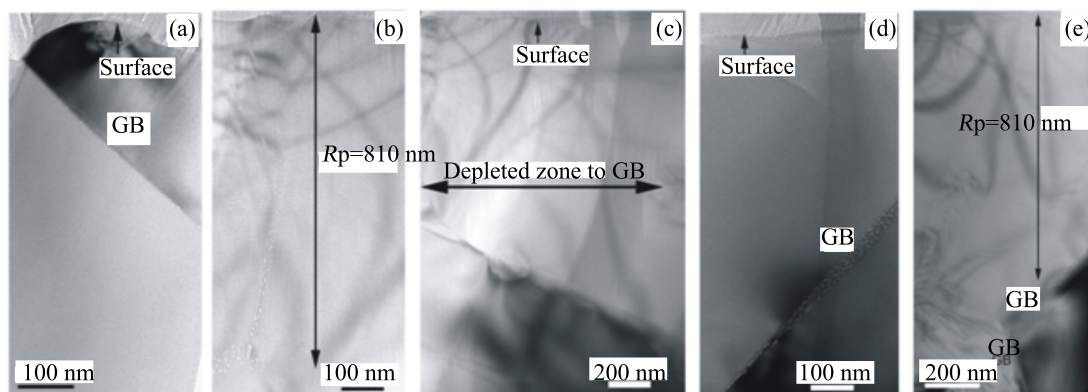 (a)
Surface
GB
100 nm
(b)
Rp=810 nm
100 nm
(c)
Surface
Depleted zone to GB
200 nm
(d)
Surface
GB
100 nm
(e)
Rp=810 nm
GB
GB
200 nm